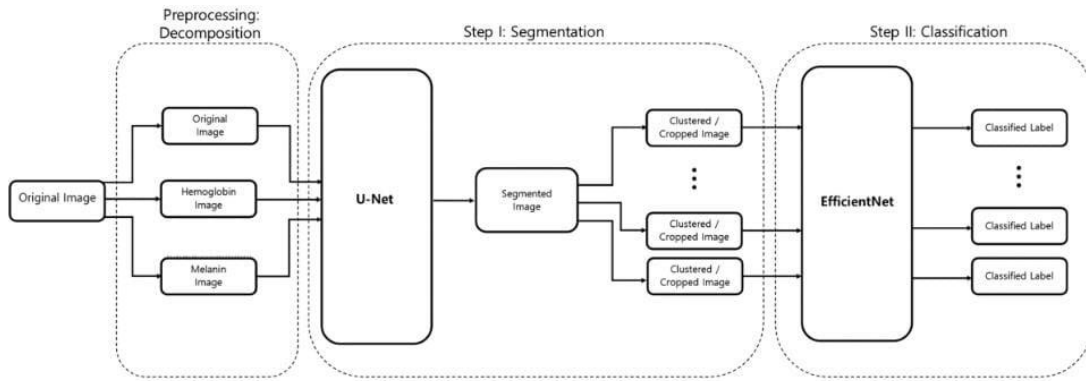 Preprocessing:
Decomposition
Step I: Segmentation
Step II: Classification
Original Image
Original
Image
Hemoglobin
Image
Melanin
Image
U-Net
Segmented
Image
Clustered /
Cropped Image
Clustered /
Cropped Image
Clustered /
Cropped Image
EfficientNet
Classified Label
Classified Label
Classified Label